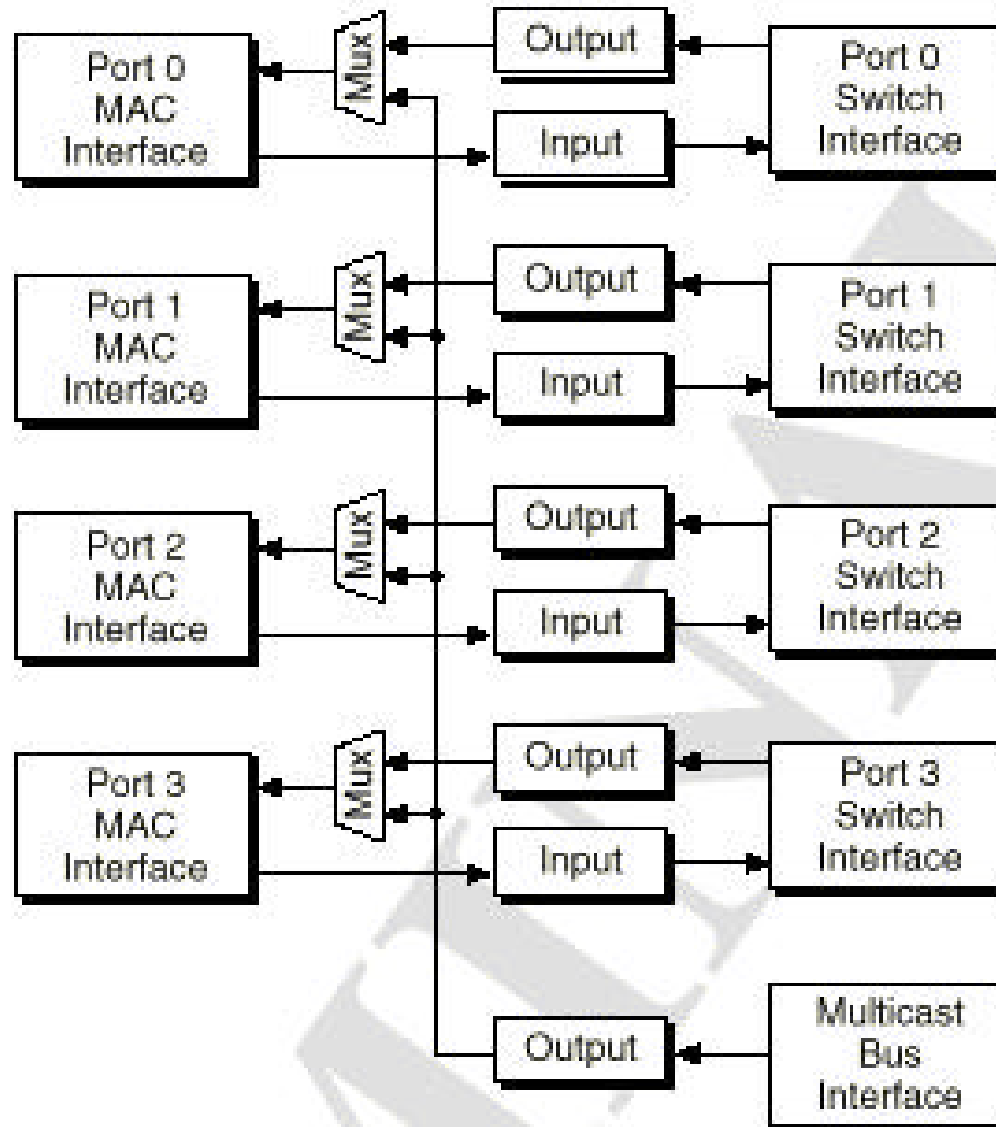 Port 0
MAC
Interface
Mux
Output
Input
Port 0
Switch
Interface
Port 1
MAC
Interface
Mux
Output
Input
Port 1
Switch
Interface
Port 2
MAC
Interface
Mux
Output
Input
Port 2
Switch
Interface
Port 3
MAC
Interface
Mux
Output
Input
Port 3
Switch
Interface
Output
Multicast
Bus
Interface